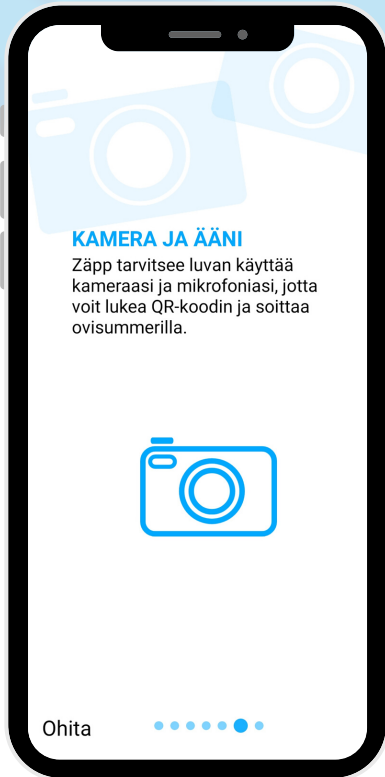 KAMERA JA ÄÄNI
Zäpp tarvitsee luvan käyttää
kameraasi ja mikrofoniasi, jotta
voit lukea QR-koodin ja soittaa
ovisummerilla.
Ohita